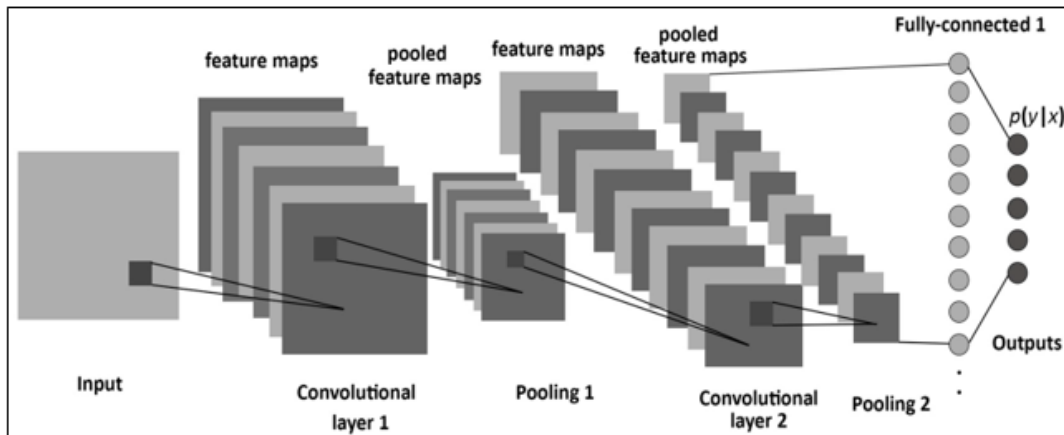 feature maps
pooled
feature maps
feature maps
pooled
feature maps
Fully-connected 1
p(y|x)
Outputs
Input
Convolutional
layer 1
Pooling 1
Convolutional
layer 2
Pooling 2